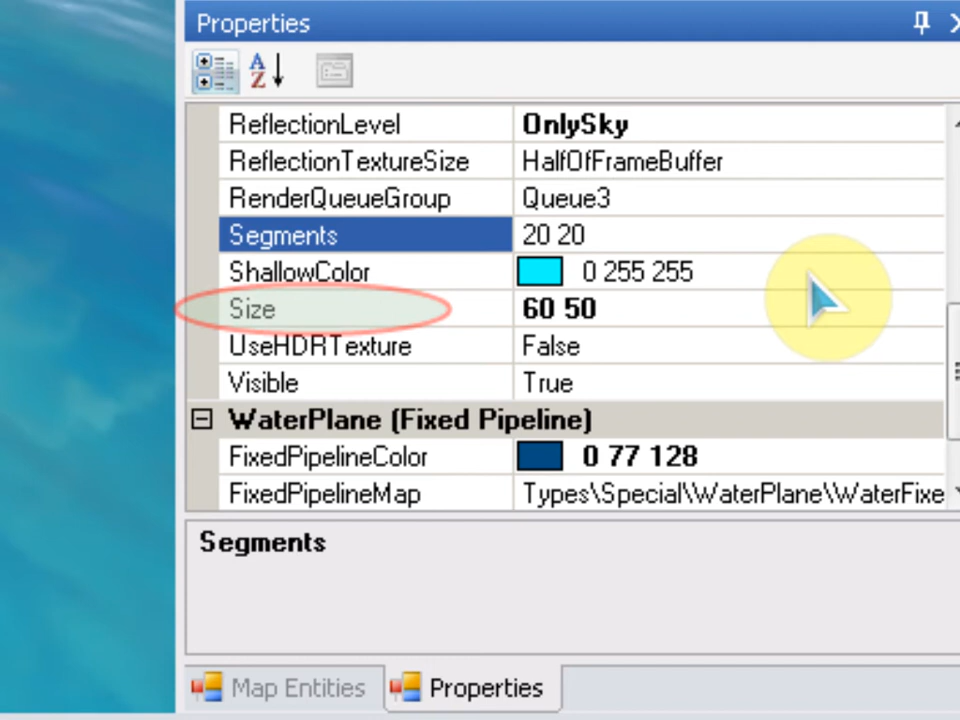 Properties
ReflectionLevel OnlySky
ReflectionTextureSize HalfOfFrameBuffer
RenderQueueGroup Queue3
Segments 20 20
ShallowColor 0 255 255
Size 60 50
UseHDRTexture False
Visible True
WaterPlane (Fixed Pipeline)
FixedPipelineColor 0 77 128
FixedPipelineMap Types\Special\WaterPlane\WaterFixe
Segments
Map Entities Properties